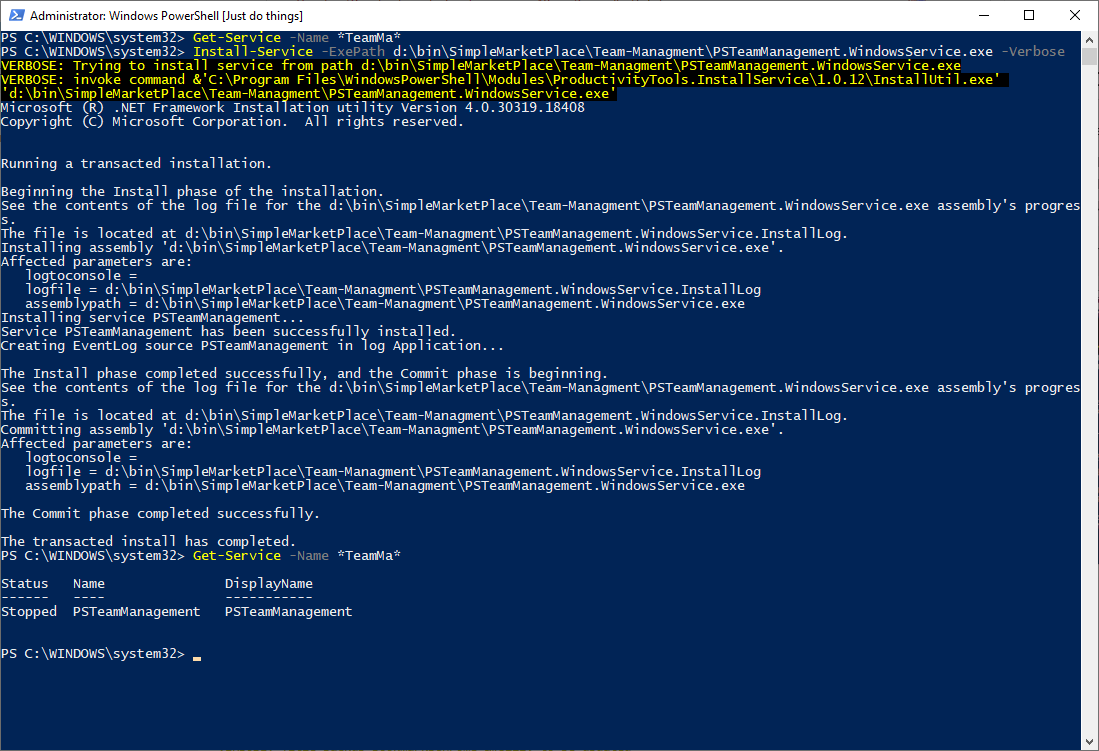 Administrator: Windows PowerShell [Just do things]
PS C:\WINDOWS\system32> Get-Service -Name *TeamMa*
PS C:\WINDOWS\system32> Install-Service -ExePath d:\bin\SimpleMarketPlace\Team-Managment\PSTeamManagement.WindowsService.exe -Verbose
VERBOSE: Trying to install service from path d:\bin\SimpleMarketPlace\Team-Managment\PSTeamManagement.WindowsService.exe
VERBOSE: invoke command &'C:\Program Files\WindowsPowerShell\Modules\ProductivityTools.InstallService\1.0.12\InstallUtil.exe'
'd:\bin\SimpleMarketPlace\Team-Managment\PSTeamManagement.WindowsService.exe'
Microsoft (R) .NET Framework Installation utility Version 4.0.30319.18408
Copyright (C) Microsoft Corporation.  All rights reserved.
Running a transacted installation.
Beginning the Install phase of the installation.
See the contents of the log file for the d:\bin\SimpleMarketPlace\Team-Managment\PSTeamManagement.WindowsService.exe assembly's progres
s.
The file is located at d:\bin\SimpleMarketPlace\Team-Managment\PSTeamManagement.WindowsService.InstallLog.
Installing assembly 'd:\bin\SimpleMarketPlace\Team-Managment\PSTeamManagement.WindowsService.exe'.
Affected parameters are:
   logtoconsole =
   logfile = d:\bin\SimpleMarketPlace\Team-Managment\PSTeamManagement.WindowsService.InstallLog
   assemblypath = d:\bin\SimpleMarketPlace\Team-Managment\PSTeamManagement.WindowsService.exe
Installing service PSTeamManagement...
Service PSTeamManagement has been successfully installed.
Creating EventLog source PSTeamManagement in log Application...
The Install phase completed successfully, and the Commit phase is beginning.
See the contents of the log file for the d:\bin\SimpleMarketPlace\Team-Managment\PSTeamManagement.WindowsService.exe assembly's progres
s.
The file is located at d:\bin\SimpleMarketPlace\Team-Managment\PSTeamManagement.WindowsService.InstallLog.
Committing assembly 'd:\bin\SimpleMarketPlace\Team-Managment\PSTeamManagement.WindowsService.exe'.
Affected parameters are:
   logtoconsole =
   logfile = d:\bin\SimpleMarketPlace\Team-Managment\PSTeamManagement.WindowsService.InstallLog
   assemblypath = d:\bin\SimpleMarketPlace\Team-Managment\PSTeamManagement.WindowsService.exe
The Commit phase completed successfully.
The transacted install has completed.
PS C:\WINDOWS\system32> Get-Service -Name *TeamMa*
Status   Name               DisplayName
------   ----               -----------
Stopped  PSTeamManagement   PSTeamManagement
PS C:\WINDOWS\system32>